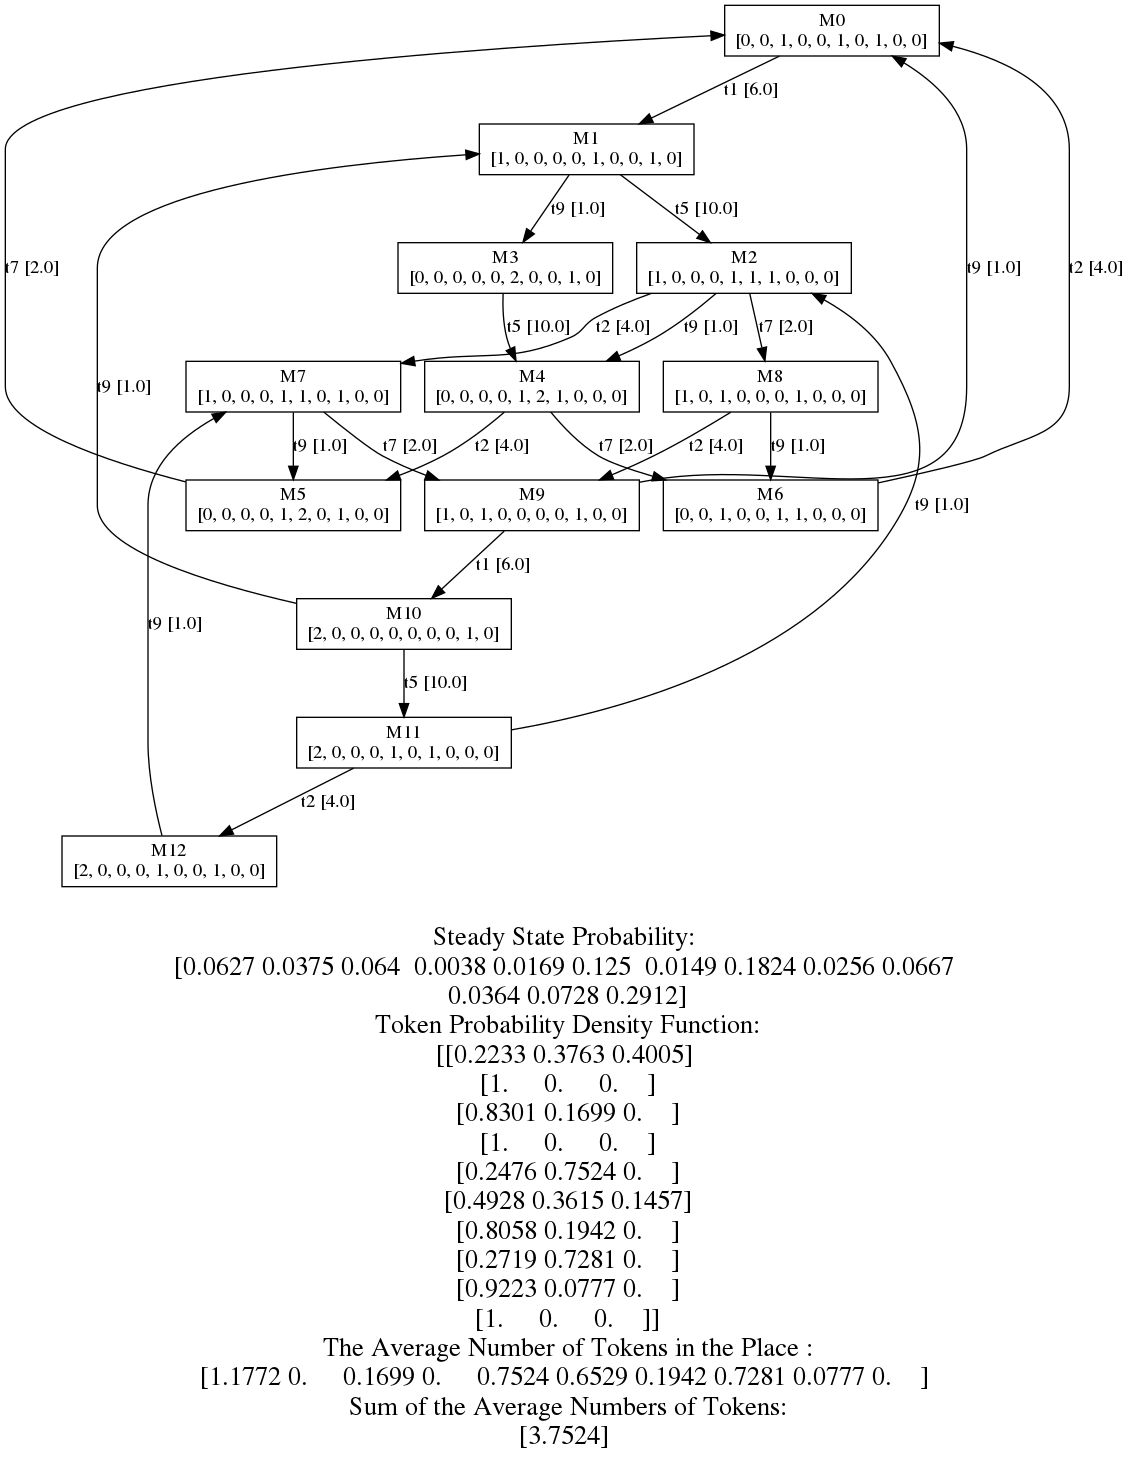 M0
[0, 0, 1, 0, 0, 1, 0, 1, 0, 0]
t1 [6.0]
M1
[1, 0, 0, 0, 0, 1, 0, 0, 1, 0]
t9 [1.0]
t5 [10.0]
M3
[0, 0, 0, 0, 0, 2, 0, 0, 1, 0]
M2
[1, 0, 0, 0, 1, 1, 1, 0, 0, 0]
t7 [2.0]
t9 [1.0]
t2 [4.0]
t5 [10.0]
t2 [4.0]
t9 [1.0]
t7 [2.0]
M7
[1, 0, 0, 0, 1, 1, 0, 1, 0, 0]
M4
[0, 0, 0, 0, 1, 2, 1, 0, 0, 0]
M8
[1, 0, 1, 0, 0, 0, 1, 0, 0, 0]
t9 [1.0]
t9 [1.0]
t7 [2.0]
t2 [4.0]
t7 [2.0]
t2 [4.0]
t9 [1.0]
M5
[0, 0, 0, 0, 1, 2, 0, 1, 0, 0]
M9
[1, 0, 1, 0, 0, 0, 0, 1, 0, 0]
M6
[0, 0, 1, 0, 0, 1, 1, 0, 0, 0]
t9 [1.0]
t1 [6.0]
M10
[2, 0, 0, 0, 0, 0, 0, 0, 1, 0]
t9 [1.0]
t5 [10.0]
M11
[2, 0, 0, 0, 1, 0, 1, 0, 0, 0]
t2 [4.0]
M12
[2, 0, 0, 0, 1, 0, 0, 1, 0, 0]
Steady State Probability:
[0.0627 0.0375 0.064 0.0038 0.0169 0.125 0.0149 0.1824 0.0256 0.0667
0.0364 0.0728 0.2912]
Token Probability Density Function:
[[0.2233 0.3763 0.4005]
[1. 0. 0. ]
[0.8301 0.1699 0. ]
[1. 0. 0. ]
[0.2476 0.7524 0. ]
[0.4928 0.3615 0.1457]
[0.8058 0.1942 0. ]
[0.2719 0.7281 0. ]
[0.9223 0.0777 0. ]
[1. 0. 0. ]]
The Average Number of Tokens in the Place :
[1.1772 0. 0.1699 0. 0.7524 0.6529 0.1942 0.7281 0.0777 0. ]
Sum of the Average Numbers of Tokens:
[3.7524]